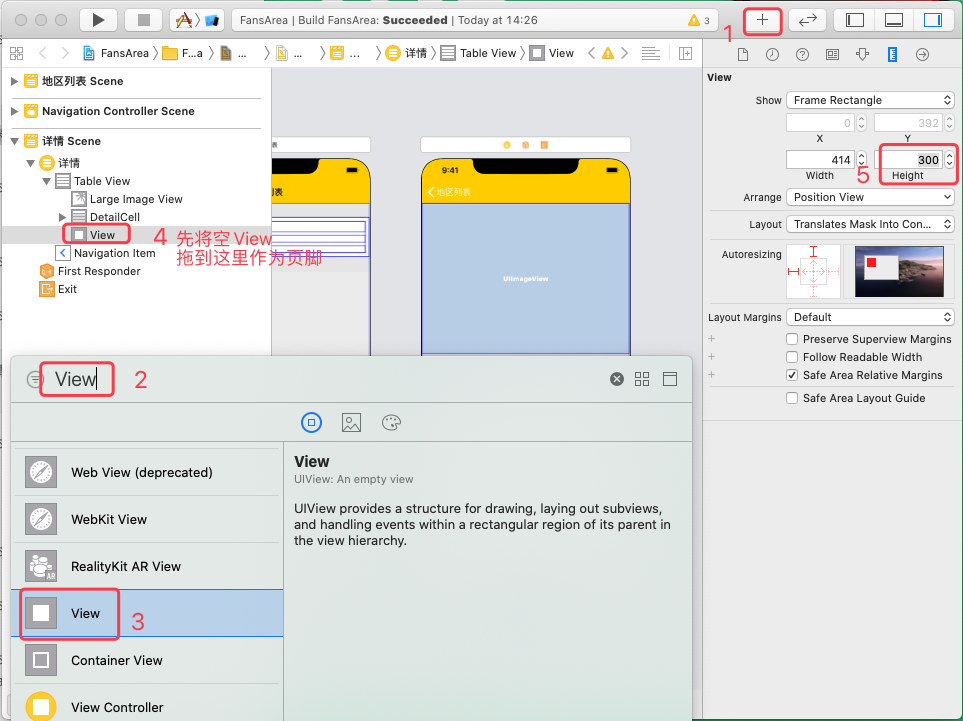 FansArea | Build FansArea: Succeeded | Today at 14:26
3
1
FansArea
F...a
...
...
...
详情
Table View
View
地区列表 Scene
Navigation Controller Scene
详情 Scene
详情
Table View
Large Image View
DetailCell
View
Navigation Item
First Responder
Exit
4 先将空 View
拖到这里作为页脚
9:41
地区列表
UIImageView
View
Show Frame Rectangle
0 392
X Y
414 300
Width Height
5
Arrange Position View
Layout Translates Mask Into Con...
Autoresizing
Layout Margins Default
Preserve Superview Margins
Follow Readable Width
Safe Area Relative Margins
Safe Area Layout Guide
View
2
Web View (deprecated)
WebKit View
AR
RealityKit AR View
View
3
Container View
View Controller
View
UIView: An empty view
UIView provides a structure for drawing, laying out subviews,
and handling events within a rectangular region of its parent in
the view hierarchy.